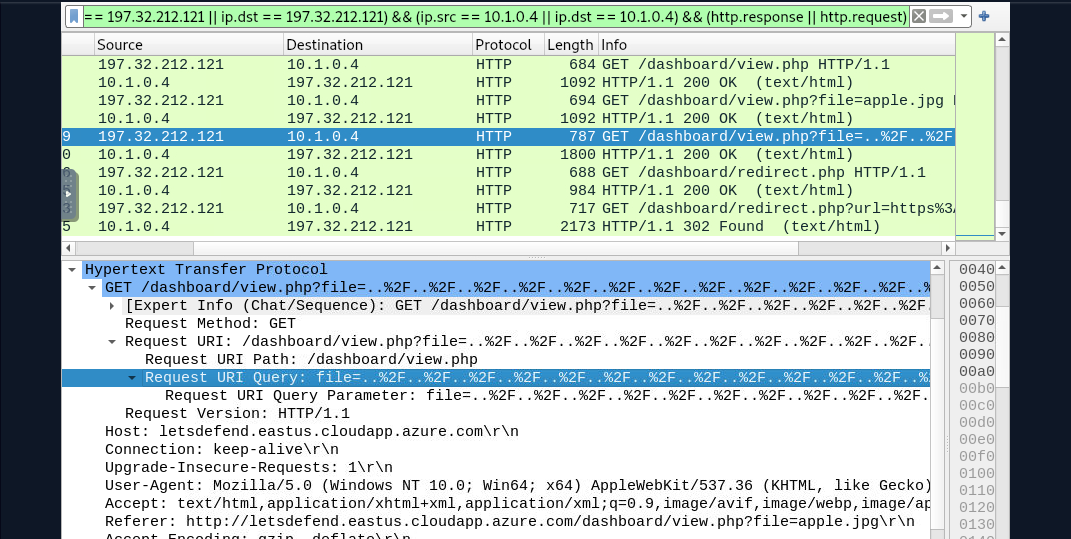 == 197.32.212.121 || ip.dst == 197.32.212.121) && (ip.src == 10.1.0.4 || ip.dst == 10.1.0.4) && (http.response || http.request)
Source Destination Protocol Length Info
197.32.212.121 10.1.0.4 HTTP 684 GET /dashboard/view.php HTTP/1.1
10.1.0.4 197.32.212.121 HTTP 1092 HTTP/1.1 200 OK (text/html)
197.32.212.121 10.1.0.4 HTTP 694 GET /dashboard/view.php?file=apple.jpg
10.1.0.4 197.32.212.121 HTTP 1092 HTTP/1.1 200 OK (text/html)
9 197.32.212.121 10.1.0.4 HTTP 787 GET /dashboard/view.php?file=..%2F..%2F
0 10.1.0.4 197.32.212.121 HTTP 1800 HTTP/1.1 200 OK (text/html)
197.32.212.121 10.1.0.4 HTTP 688 GET /dashboard/redirect.php HTTP/1.1
10.1.0.4 197.32.212.121 HTTP 984 HTTP/1.1 200 OK (text/html)
197.32.212.121 10.1.0.4 HTTP 717 GET /dashboard/redirect.php?url=https%3A
5 10.1.0.4 197.32.212.121 HTTP 2173 HTTP/1.1 302 Found (text/html)
Hypertext Transfer Protocol
GET /dashboard/view.php?file=..%2F..%2F..%2F..%2F..%2F..%2F..%2F..%2F..%2F..%2F..%
[Expert Info (Chat/Sequence): GET /dashboard/view.php?file=..%2F..%2F..%2F..%2F..%2F
Request Method: GET
Request URI: /dashboard/view.php?file=..%2F..%2F..%2F..%2F..%2F..%2F..%2F..%2F..%2F.
Request URI Path: /dashboard/view.php
Request URI Query: file=..%2F..%2F..%2F..%2F..%2F..%2F..%2F..%2F..%2F..%2F..%2F..%2
Request URI Query Parameter: file=..%2F..%2F..%2F..%2F..%2F..%2F..%2F..%2F..%2F.
Request Version: HTTP/1.1
Host: letsdefend.eastus.cloudapp.azure.com\r\n
Connection: keep-alive\r\n
Upgrade-Insecure-Requests: 1\r\n
User-Agent: Mozilla/5.0 (Windows NT 10.0; Win64; x64) AppleWebKit/537.36 (KHTML, like Gecko)
Accept: text/html,application/xhtml+xml,application/xml;q=0.9,image/avif,image/webp,image/ap
Referer: http://letsdefend.eastus.cloudapp.azure.com/dashboard/view.php?file=apple.jpg\r\n
Accept-Encoding: gzip, deflate\r\n
0040
0050
0060
0070
0080
0090
00a0
00b0
00c0
00d0
00e0
00f0
0100
0110
0120
0130
0140